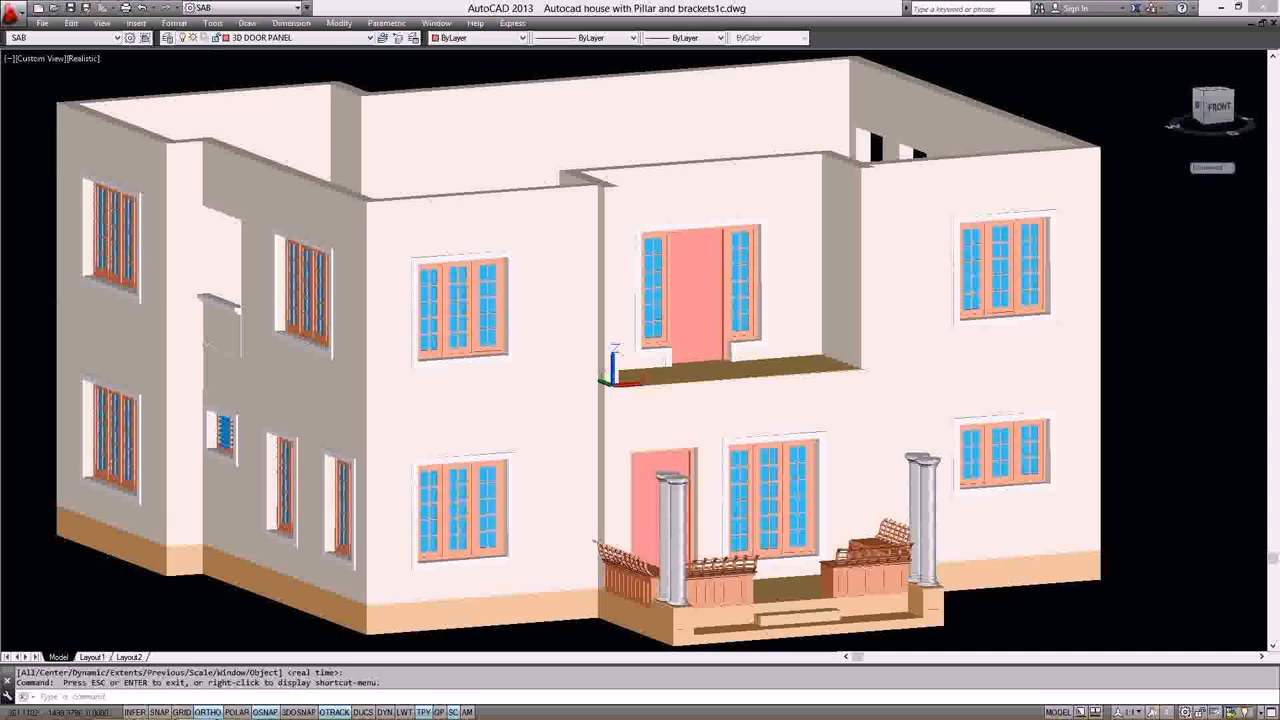 SAB
AutoCAD 2013 Autocad house with Pillar and brackets1c.dwg
Type a keyword or phrase
Sign In
File Edit View Insert Format Tools Draw Dimension Modify Parametric Window Help Express
SAB
3D DOOR PANEL
ByLayer
ByLayer
ByLayer
ByColor
[−][Custom View][Realistic]
FRONT
Z
Model Layout1 Layout2
[All/Center/Dynamic/Extents/Previous/Scale/Window/Object] <real time>:
Command: Press ESC or ENTER to exit, or right-click to display shortcut-menu.
Type a command
INFER SNAP GRID ORTHO POLAR OSNAP 3DOSNAP OTRACK DUCS DYN LWT TPY QP SC AM
MODEL
1:1